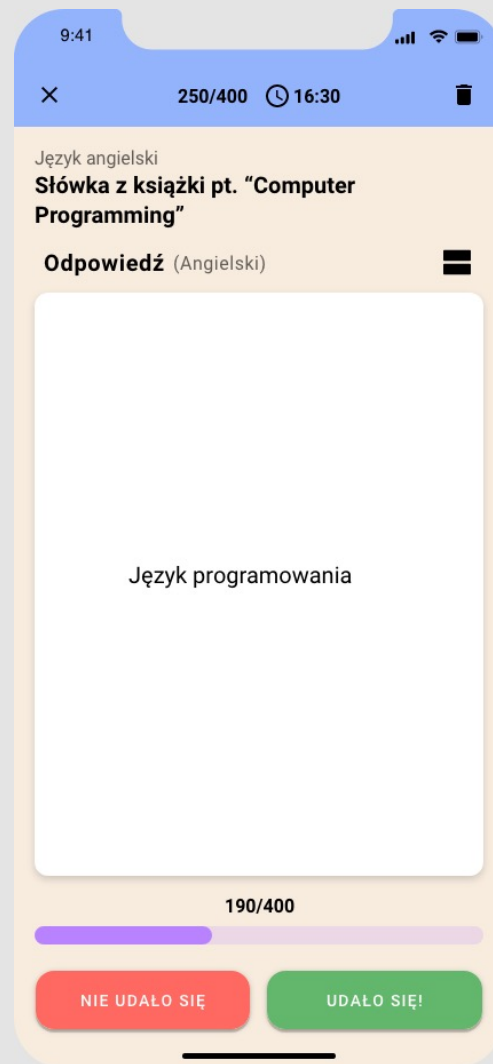 9:41
250/400 16:30
Język angielski
Słówka z książki pt. “Computer
Programming”
Odpowiedź (Angielski)
Język programowania
190/400
NIE UDAŁO SIĘ UDAŁO SIĘ!